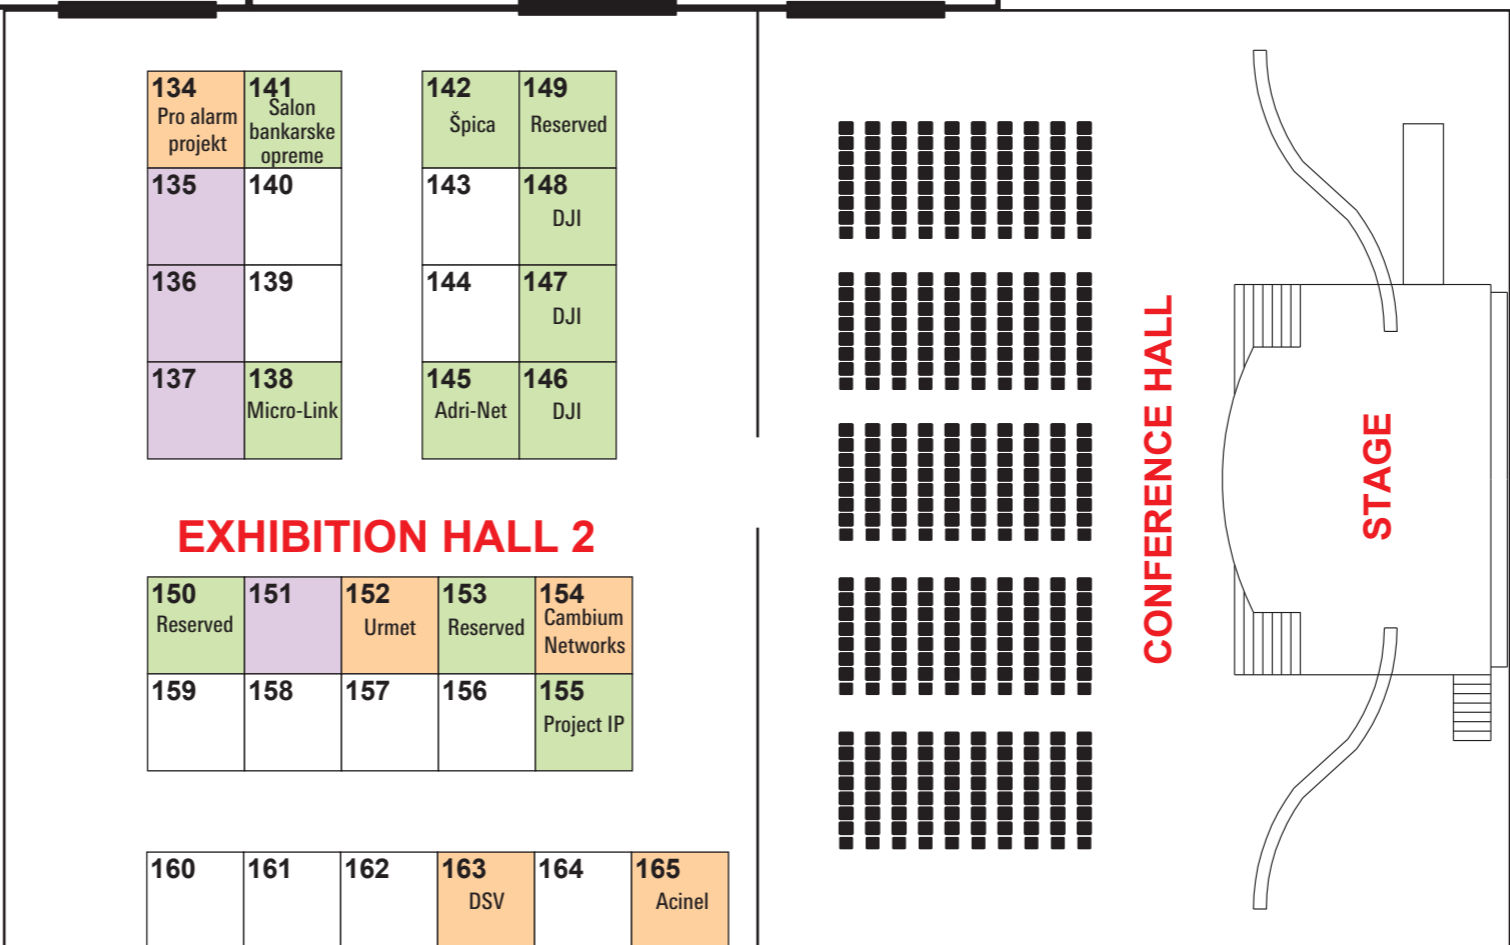 134
Pro alarm
projekt
141
Salon
bankarske
opreme
142
Špica
149
Reserved
135
140
143
148
DJI
136
139
144
147
DJI
137
138
Micro-Link
145
Adri-Net
146
DJI
EXHIBITION HALL 2
150
Reserved
151
152
Urmet
153
Reserved
154
Cambium
Networks
159
158
157
156
155
Project IP
160
161
162
163
DSV
164
165
Acinel
CONFERENCE HALL
STAGE